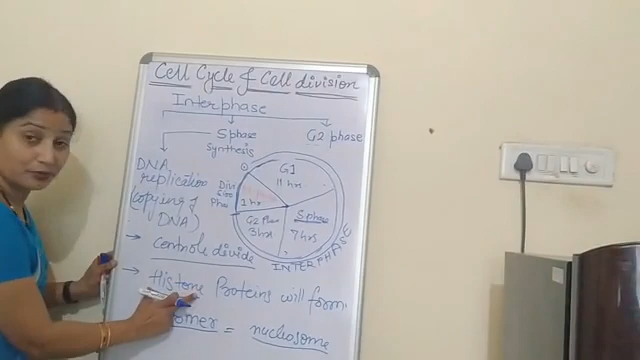 Cell Cycle & Cell division
Interphase
S phase
Synthesis
G2 phase
DNA
replication
(copying of
DNA)
→ Centriole divide
→ Histone Proteins will form
= nuclosome
G1
11 hrs
S phase
7 hrs
G2 Phase
3 hrs
1 hr
INTERPHASE